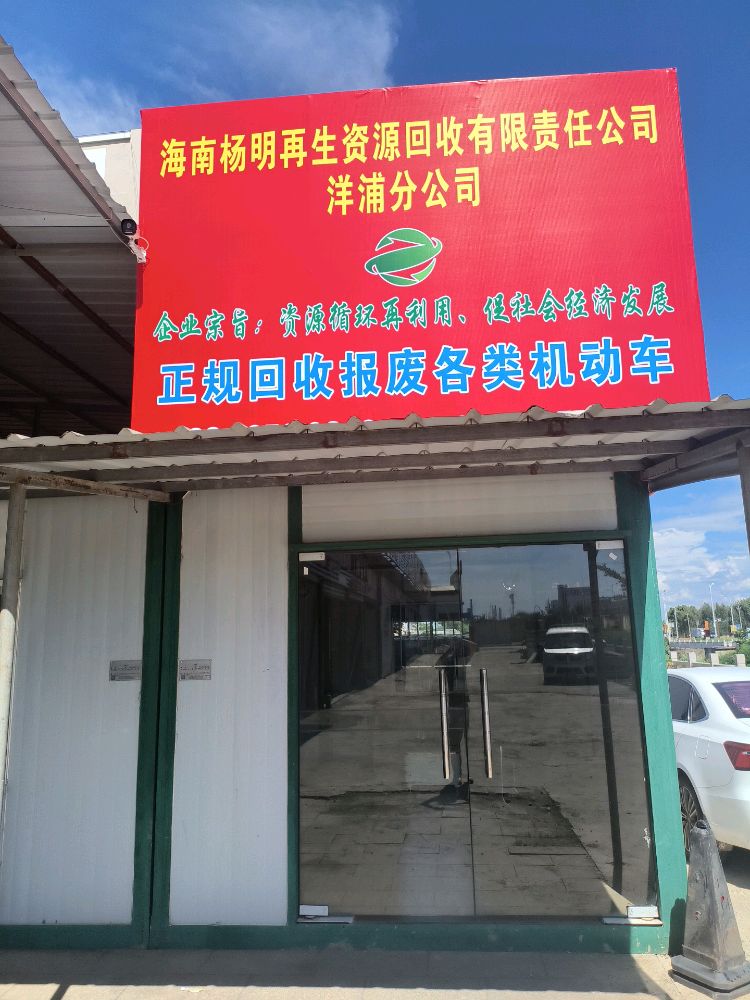 海南杨明再生资源回收有限责任公司
洋浦分公司
企业宗旨：资源循环再利用、促社会经济发展
正规回收报废各类机动车